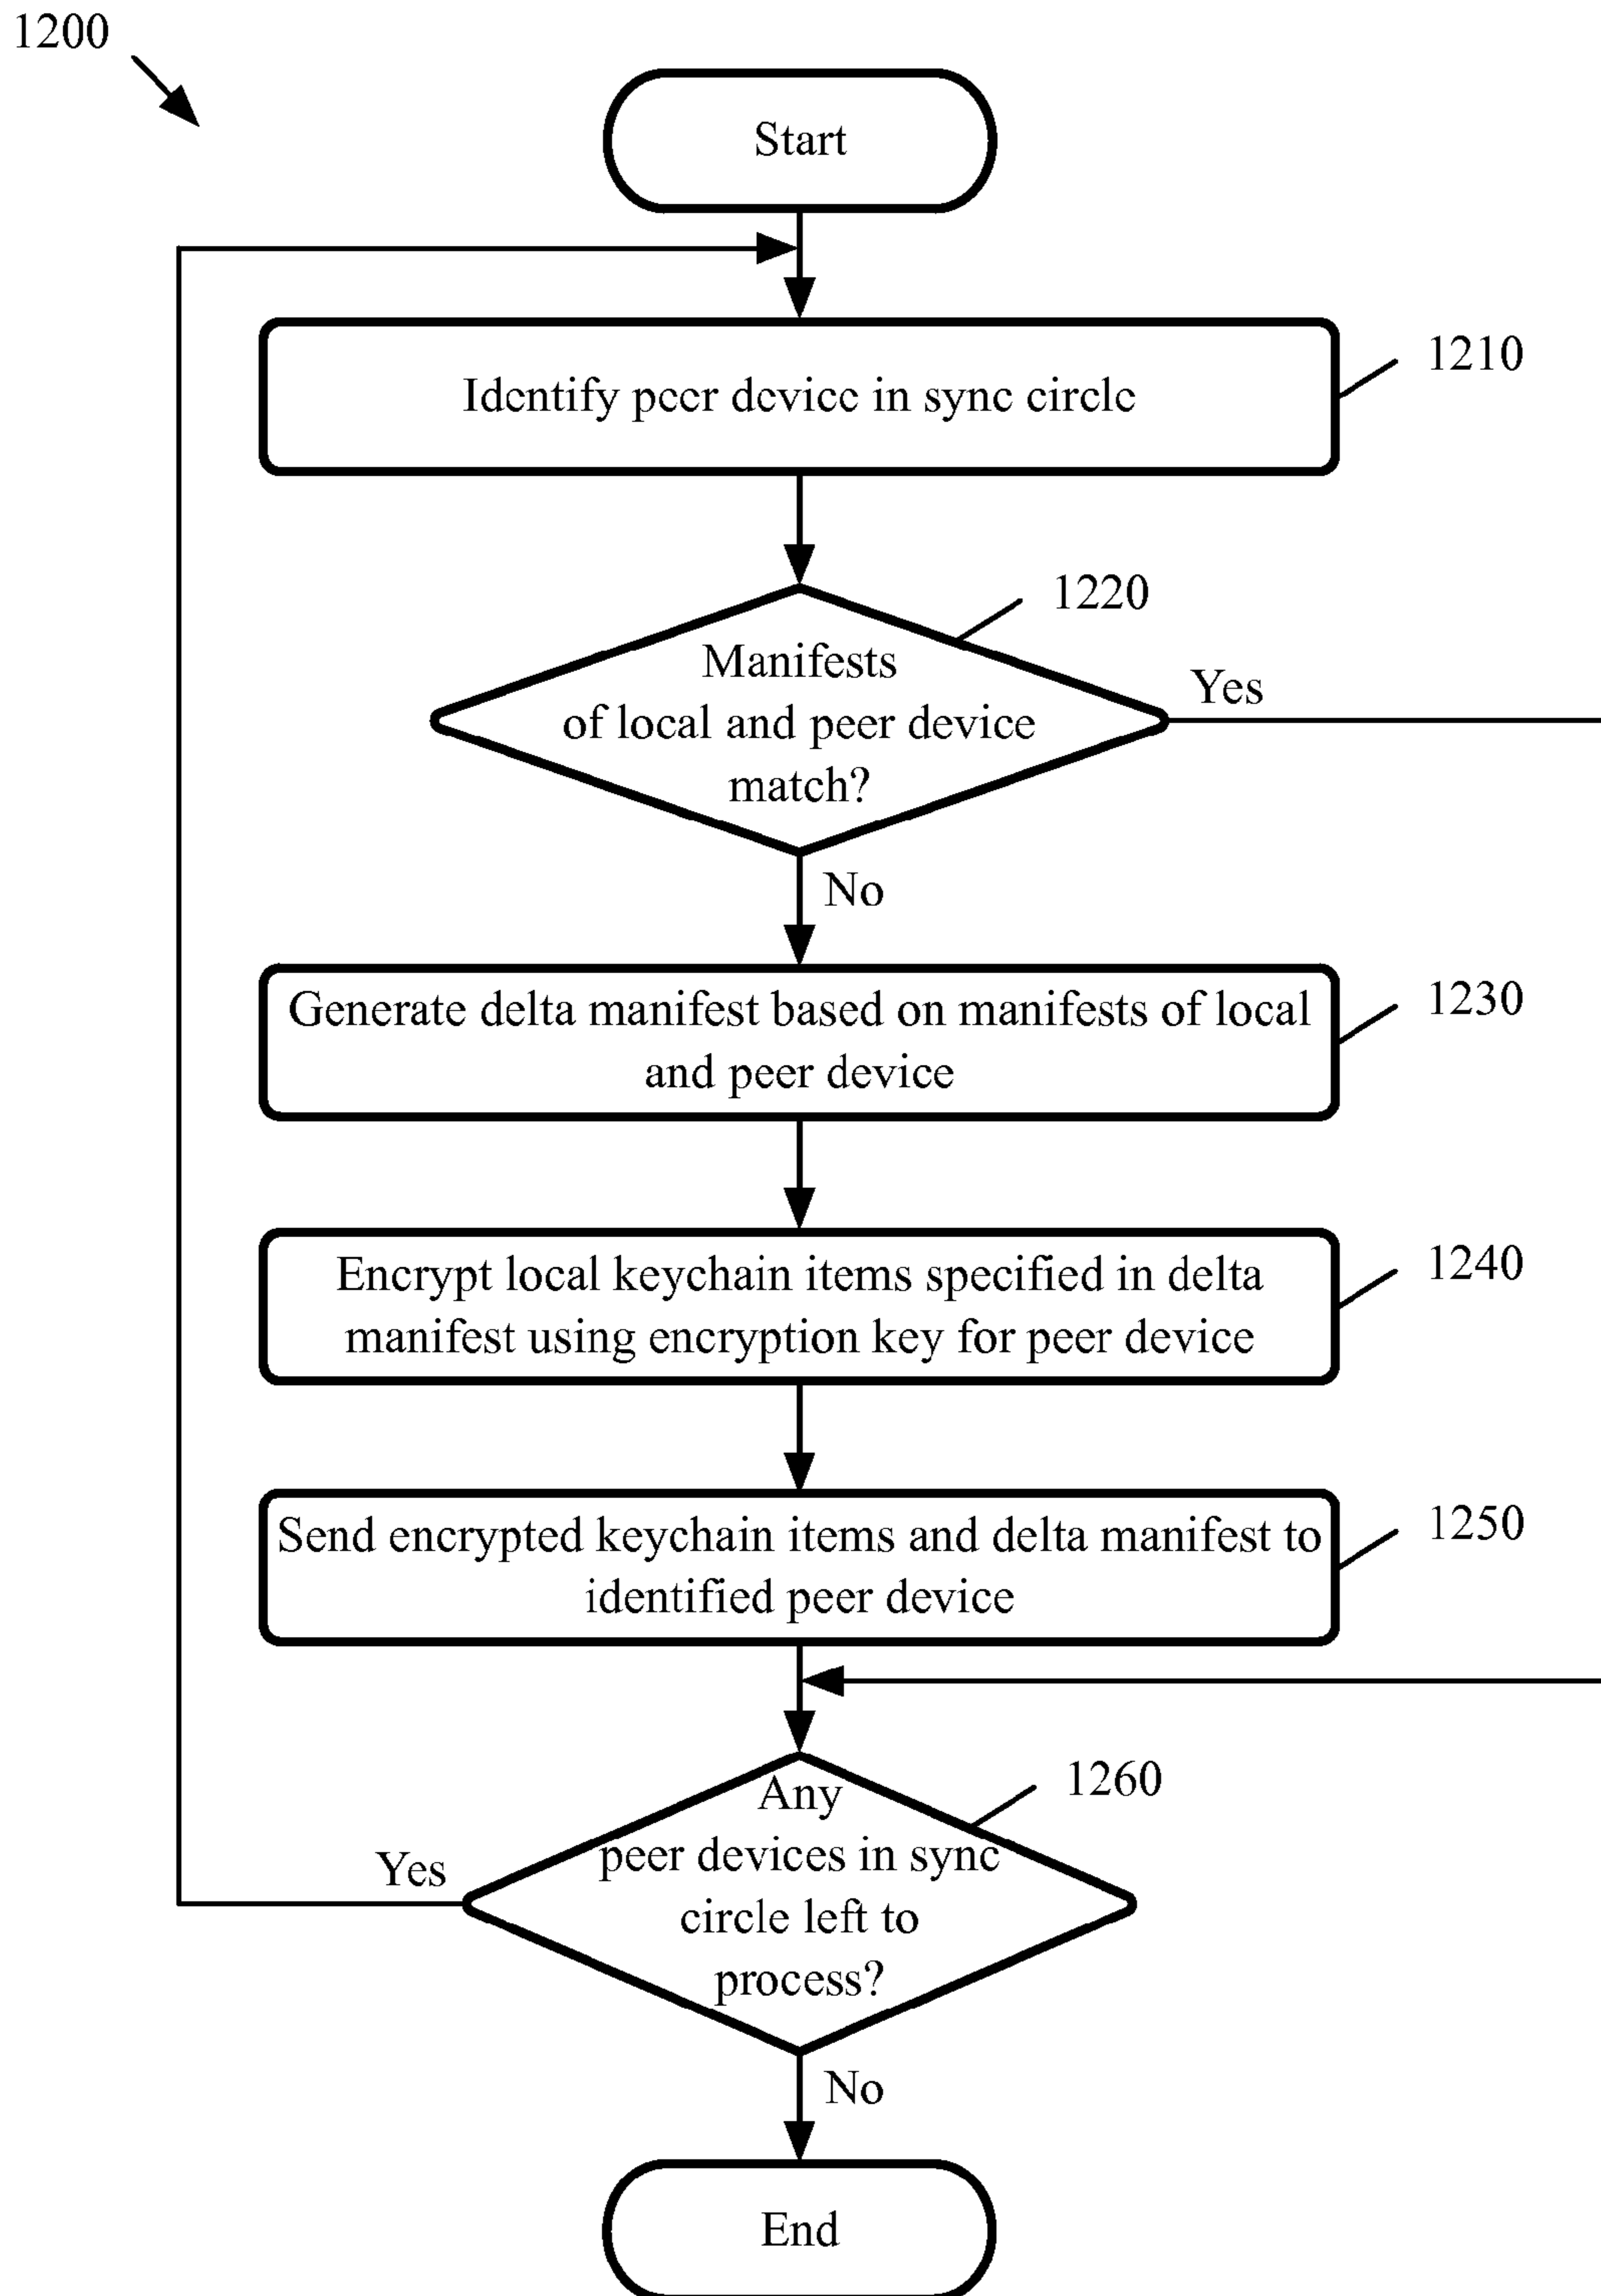 1200
Start
Identify peer device in sync circle
1210
1220
Manifests
of local and peer device
match?
Yes
No
Generate delta manifest based on manifests of local
and peer device
1230
Encrypt local keychain items specified in delta
manifest using encryption key for peer device
1240
Send encrypted keychain items and delta manifest to
identified peer device
1250
1260
Any
peer devices in sync
circle left to
process?
Yes
No
End